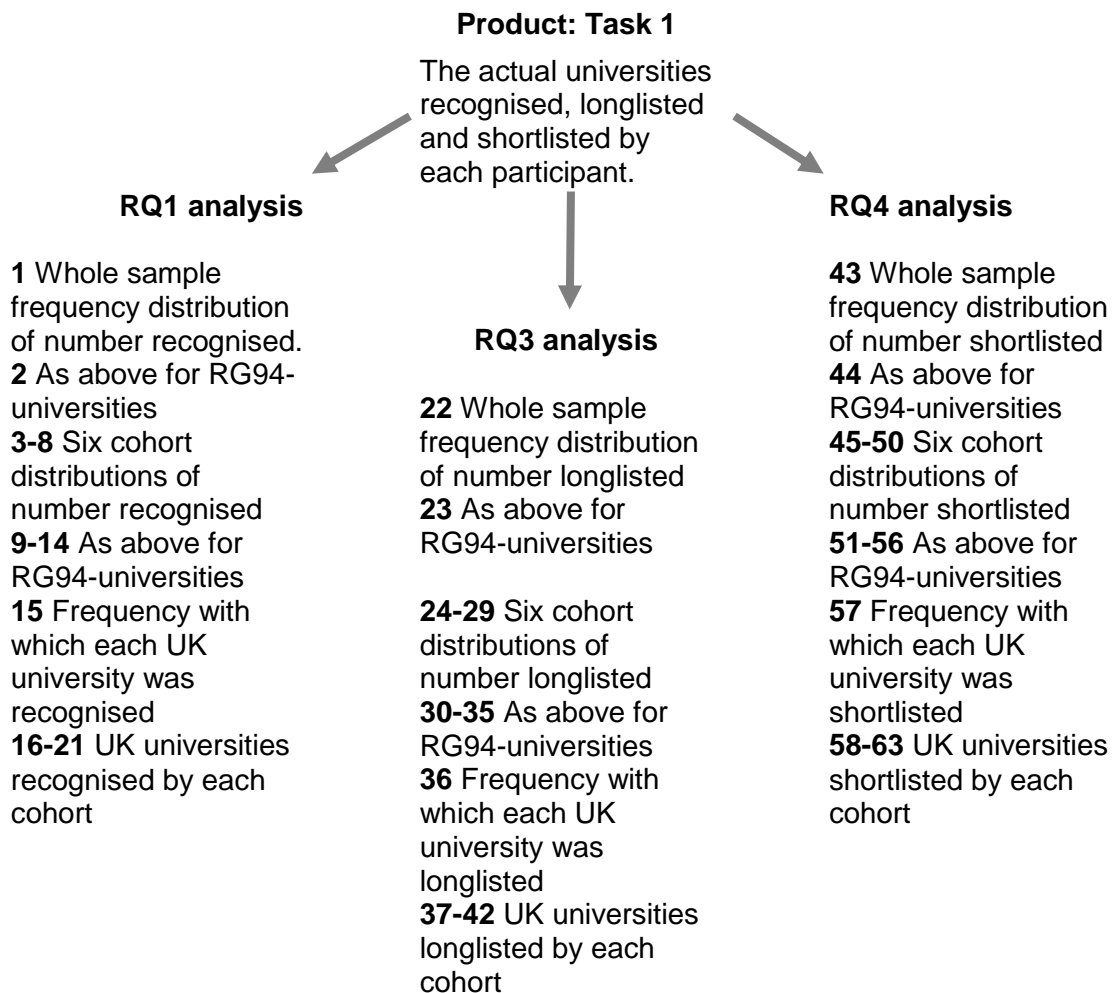 Product: Task 1
The actual universities
recognised, longlisted
and shortlisted by
each participant.
RQ1 analysis
1 Whole sample
frequency distribution
of number recognised.
2 As above for RG94-
universities
3-8 Six cohort
distributions of
number recognised
9-14 As above for
RG94-universities
15 Frequency with
which each UK
university was
recognised
16-21 UK universities
recognised by each
cohort
RQ3 analysis
22 Whole sample
frequency distribution
of number longlisted
23 As above for
RG94-universities
24-29 Six cohort
distributions of
number longlisted
30-35 As above for
RG94-universities
36 Frequency with
which each UK
university was
longlisted
37-42 UK universities
longlisted by each
cohort
RQ4 analysis
43 Whole sample
frequency distribution
of number shortlisted
44 As above for
RG94-universities
45-50 Six cohort
distributions of
number shortlisted
51-56 As above for
RG94-universities
57 Frequency with
which each UK
university was
shortlisted
58-63 UK universities
shortlisted by each
cohort